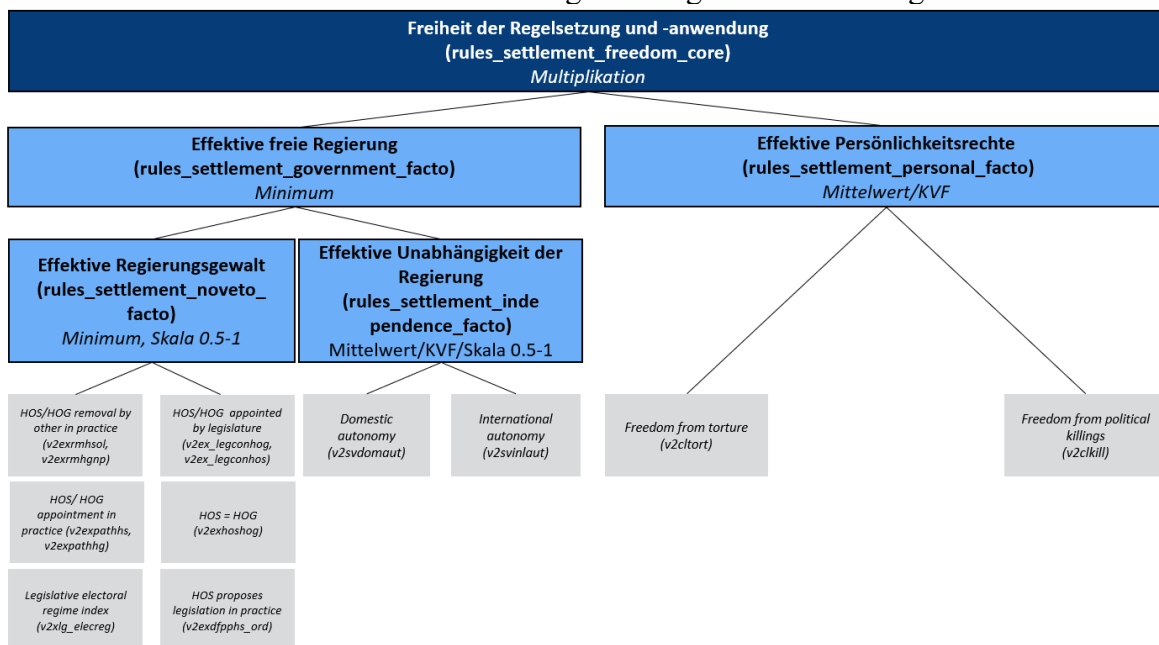 Freiheit der Regelsetzung und -anwendung
(rules_settlement_freedom_core)
Multiplikation
Effektive freie Regierung
(rules_settlement_government_facto)
Minimum
Effektive Persönlichkeitsrechte
(rules_settlement_personal_facto)
Mittelwert/KVF
Effektive Regierungsgewalt
(rules_settlement_noveto_
facto)
Minimum, Skala 0.5-1
Effektive Unabhängigkeit der
Regierung
(rules_settlement_inde
pendence_facto)
Mittelwert/KVF/Skala 0.5-1
HOS/HOG removal by
other in practice
(v2exrmhsol,
v2exrmhgnp)
HOS/HOG appointed
by legislature
(v2ex_legconhog,
v2ex_legconhos)
Domestic
autonomy
(v2svdomaut)
International
autonomy
(v2svinlaut)
Freedom from torture
(v2cltort)
Freedom from political
killings
(v2clkill)
HOS/ HOG
appointment in
practice (v2expathhs,
v2expathhg)
HOS = HOG
(v2exhoshog)
Legislative electoral
regime index
(v2xlg_elecreg)
HOS proposes
legislation in practice
(v2exdfpphs_ord)